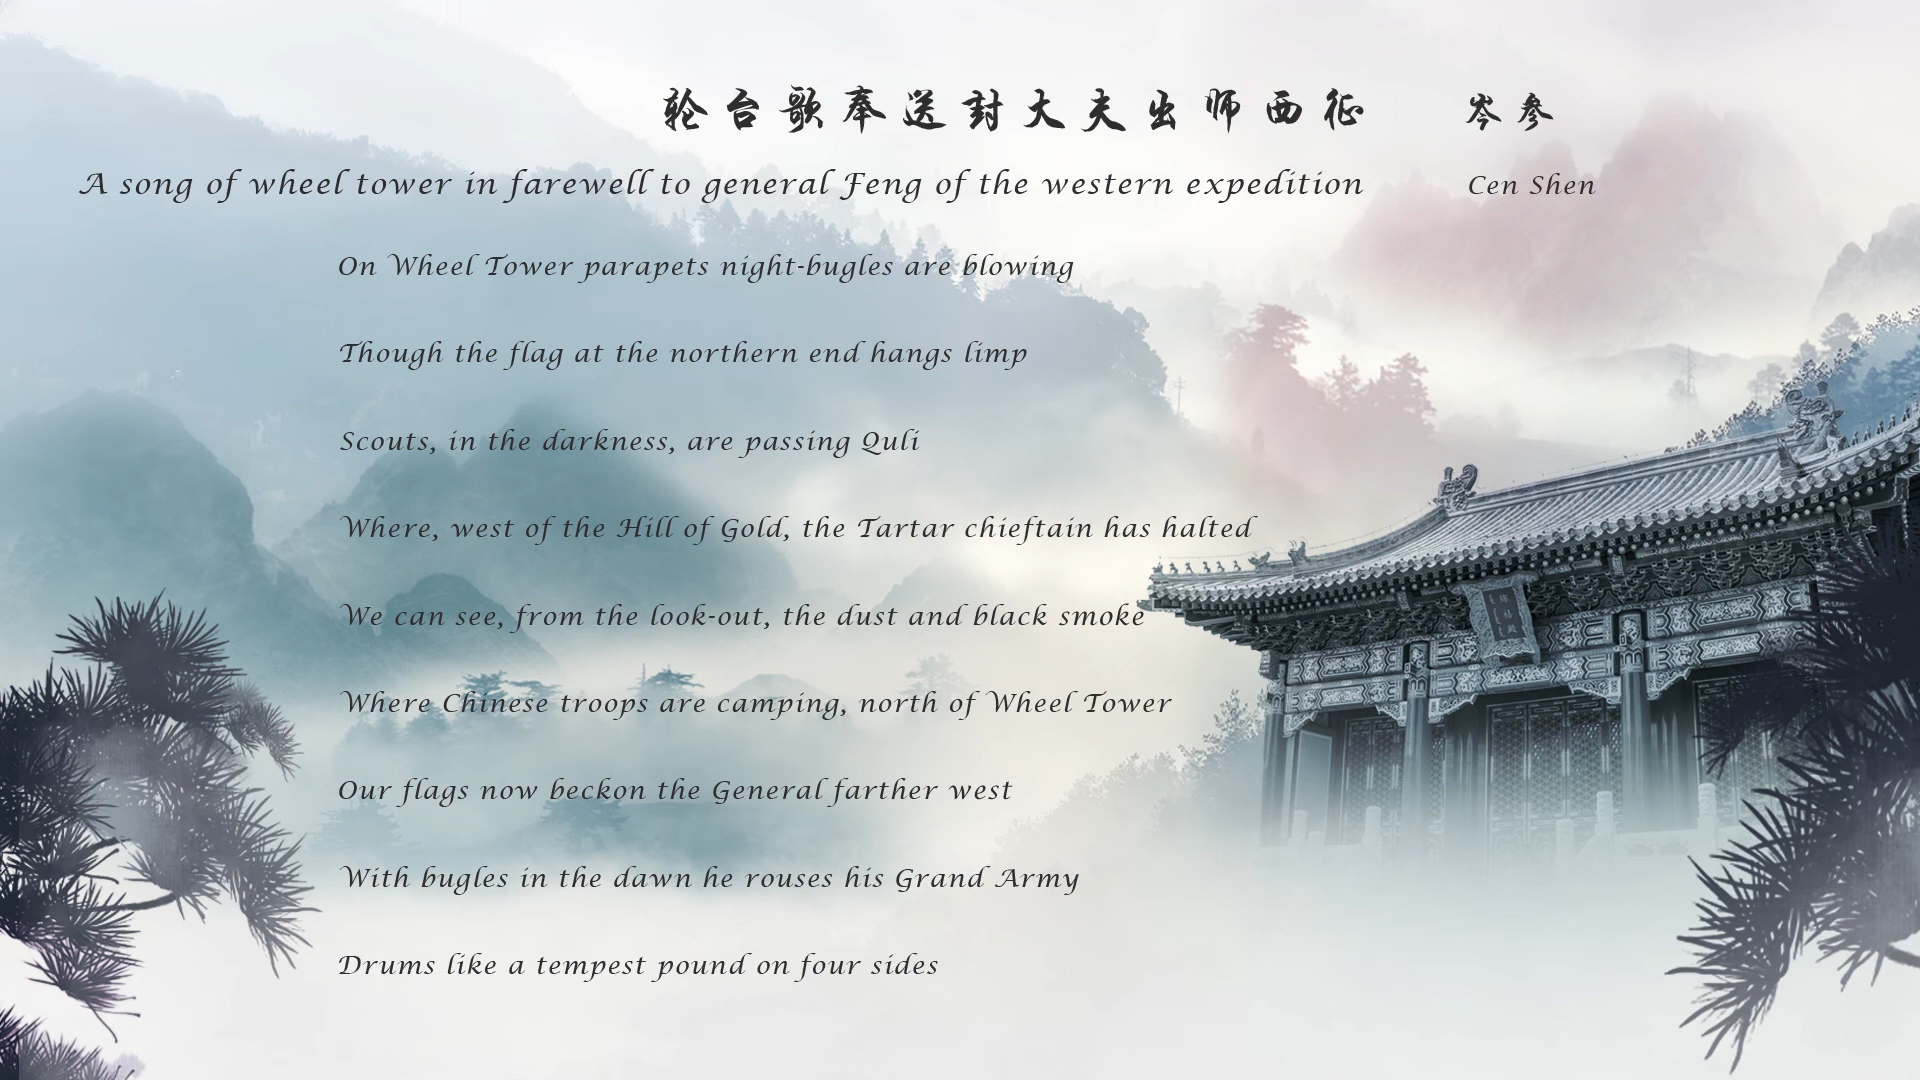 轮台歌奉送封大夫出师西征 岑参
A song of wheel tower in farewell to general Feng of the western expedition Cen Shen
On Wheel Tower parapets night-bugles are blowing
Though the flag at the northern end hangs limp
Scouts, in the darkness, are passing Quli
Where, west of the Hill of Gold, the Tartar chieftain has halted
We can see, from the look-out, the dust and black smoke
Where Chinese troops are camping, north of Wheel Tower
Our flags now beckon the General farther west
With bugles in the dawn he rouses his Grand Army
Drums like a tempest pound on four sides